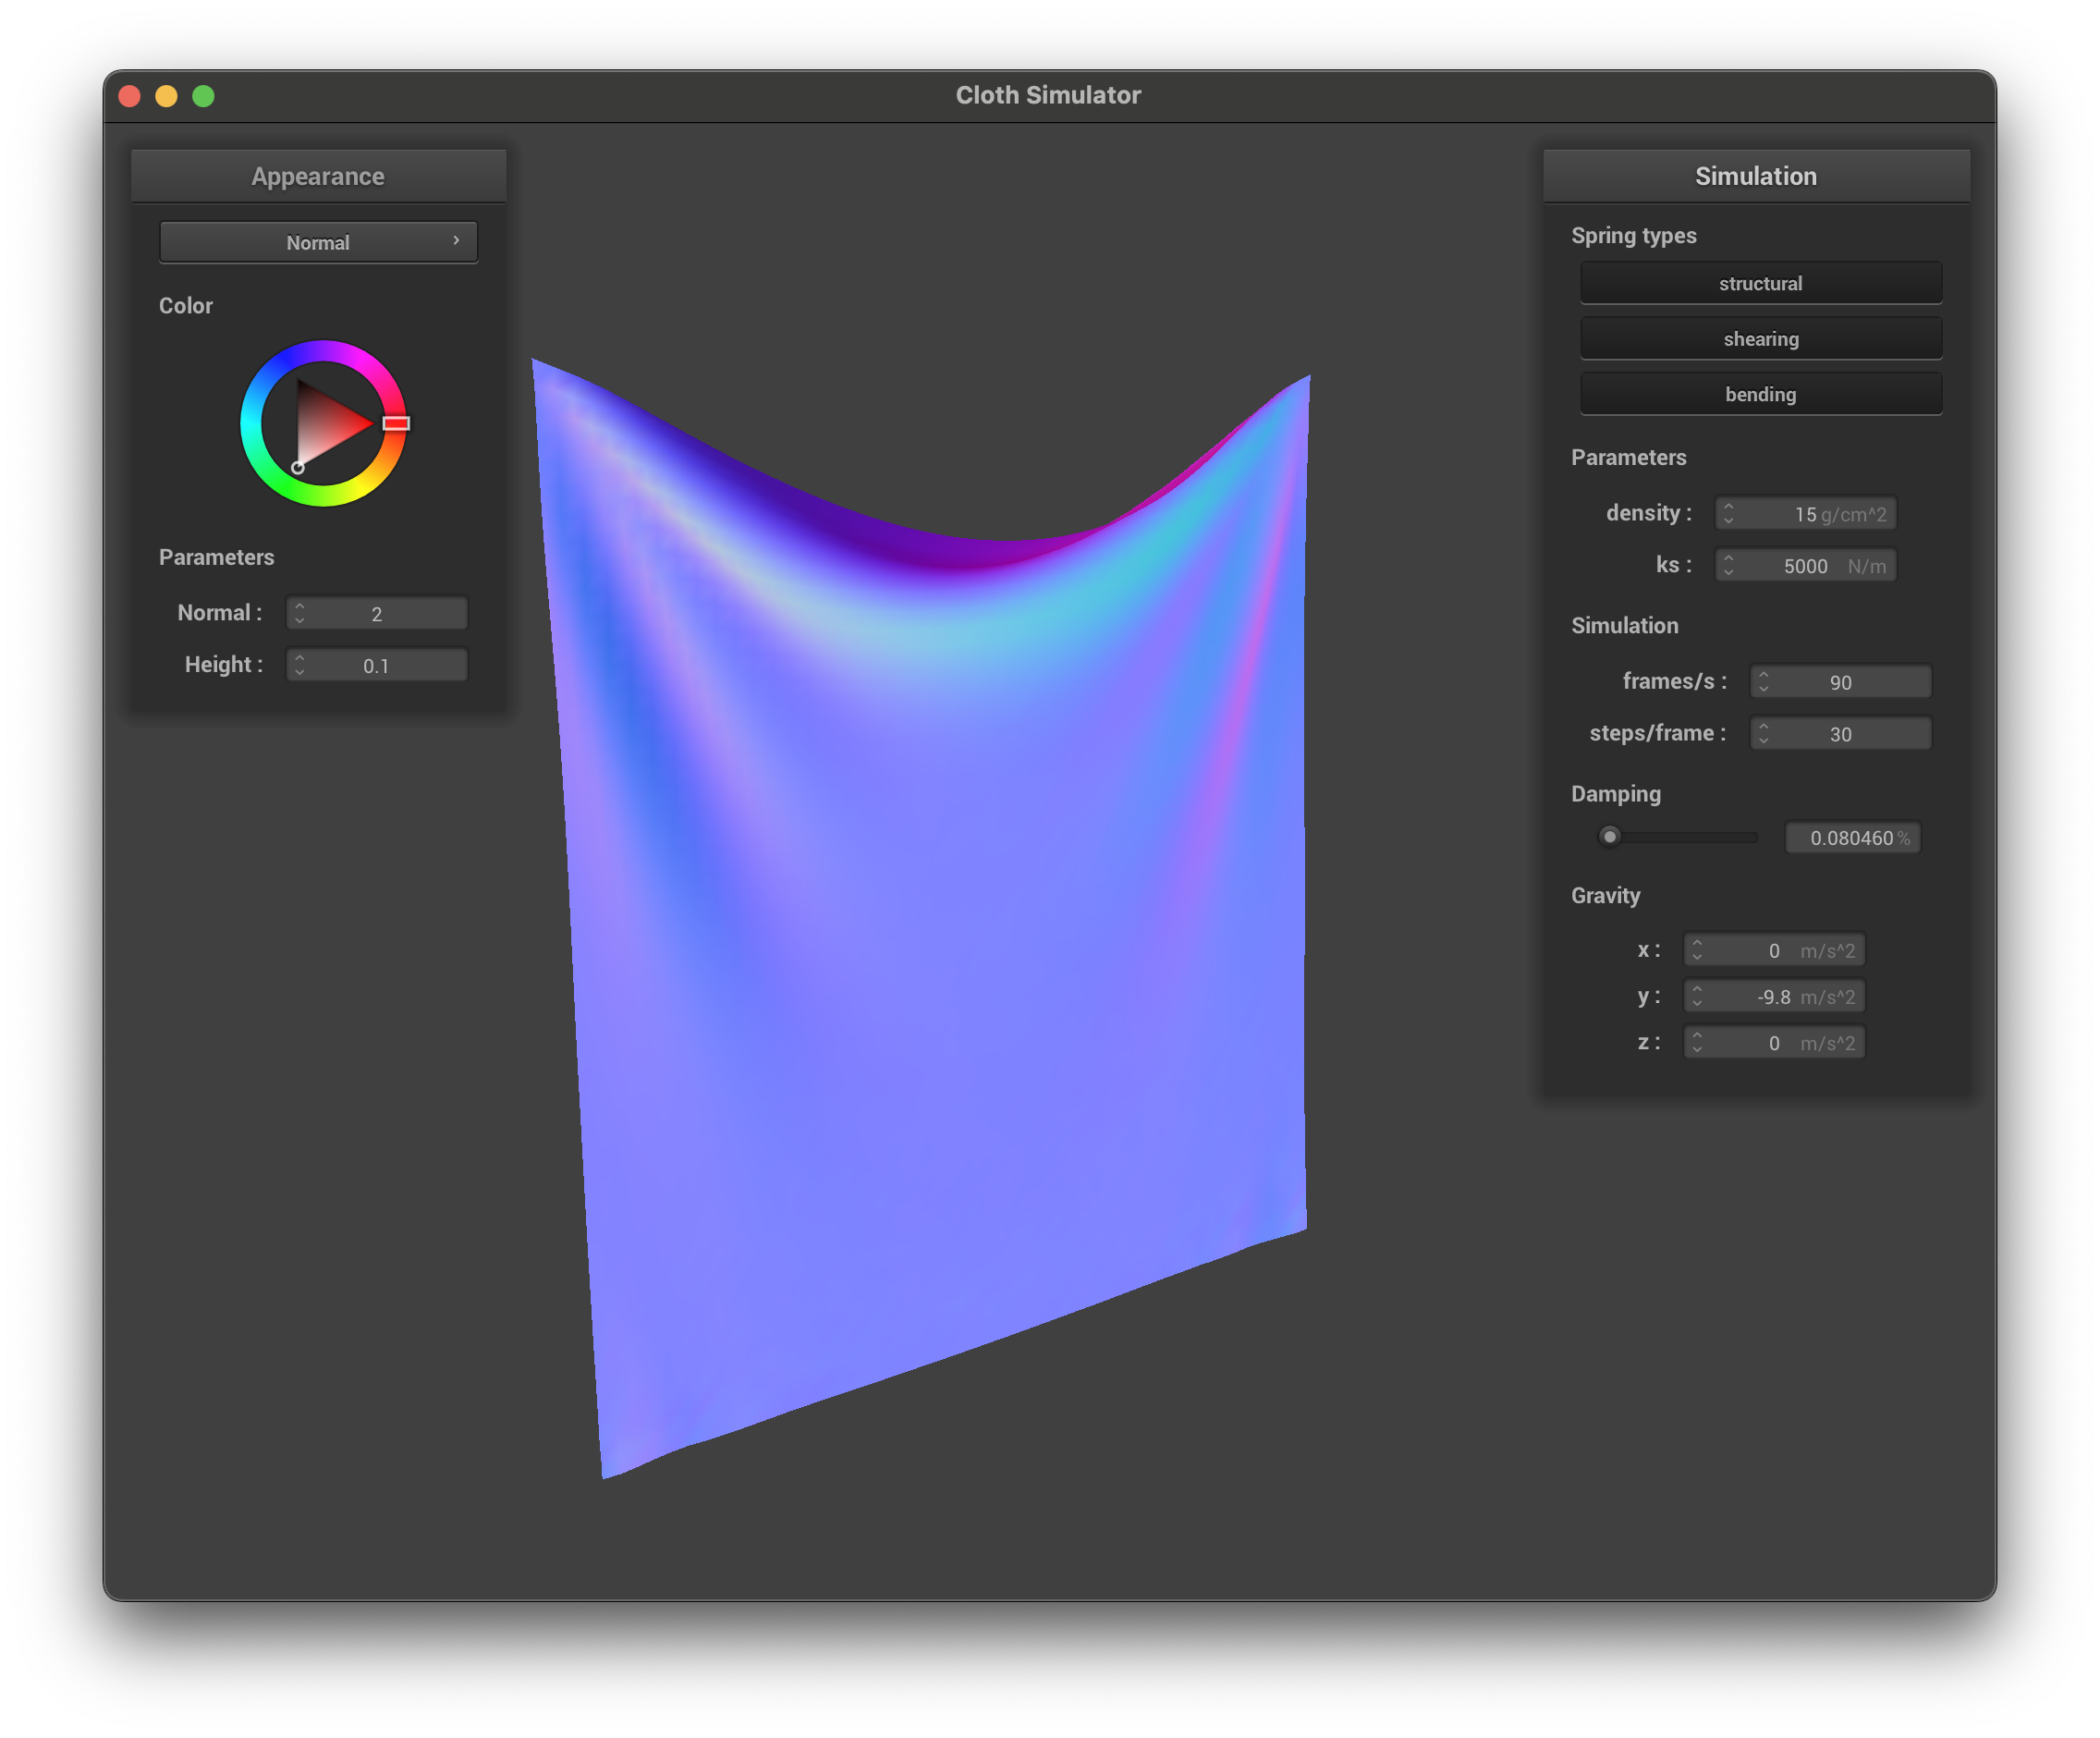 Cloth Simulator
Appearance
Normal
Color
Parameters
Normal : 2
Height : 0.1
Simulation
Spring types
structural
shearing
bending
Parameters
density : 15 g/cm^2
ks : 5000 N/m
Simulation
frames/s : 90
steps/frame : 30
Damping
0.080460 %
Gravity
x : 0 m/s^2
y : -9.8 m/s^2
z : 0 m/s^2